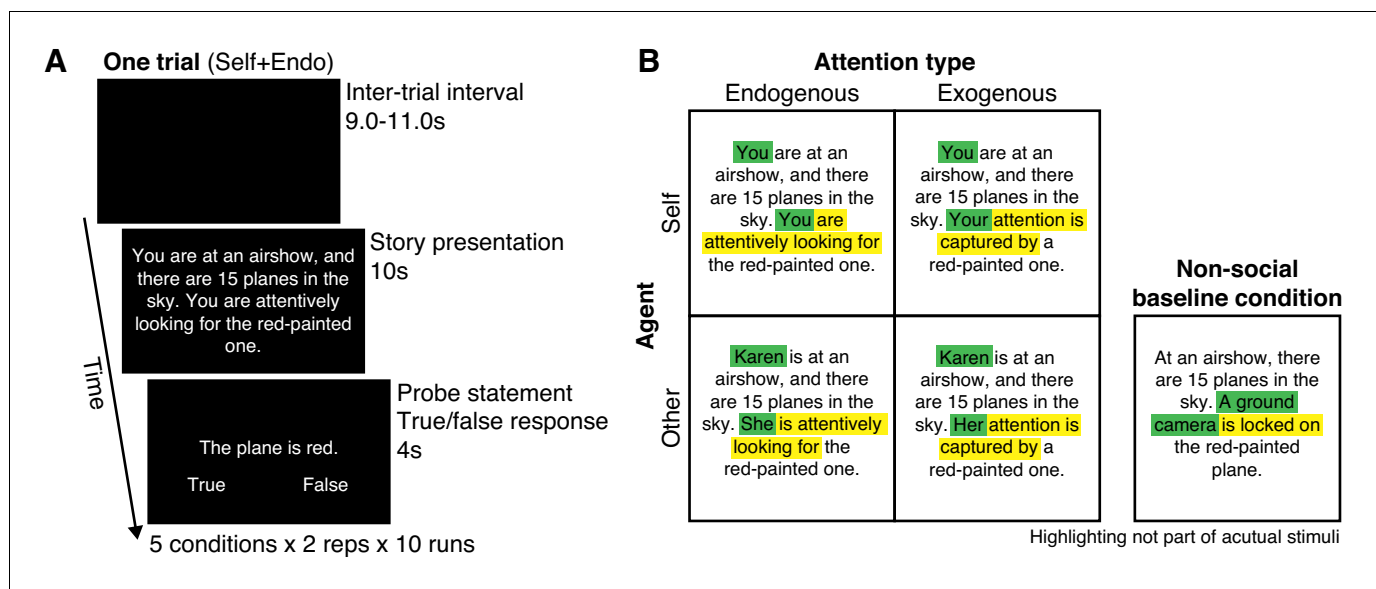 A
One trial (Self+Endo)
Inter-trial interval
9.0-11.0s
You are at an airshow, and
there are 15 planes in the
sky. You are attentively
looking for the red-painted
one.
Story presentation
10s
Time
The plane is red.
True False
Probe statement
True/false response
4s
5 conditions x 2 reps x 10 runs
B
Attention type
Endogenous Exogenous
Agent
Self
You are at an
airshow, and there
are 15 planes in the
sky. You are
attentively looking for
the red-painted one.
You are at an
airshow, and there
are 15 planes in the
sky. Your attention is
captured by a
red-painted one.
Other
Karen is at an
airshow, and there
are 15 planes in the
sky. She is attentively
looking for the
red-painted one.
Karen is at an
airshow, and there
are 15 planes in the
sky. Her attention is
captured by a
red-painted one.
Non-social
baseline condition
At an airshow, there
are 15 planes in the
sky. A ground
camera is locked on
the red-painted
plane.
Highlighting not part of acutual stimuli